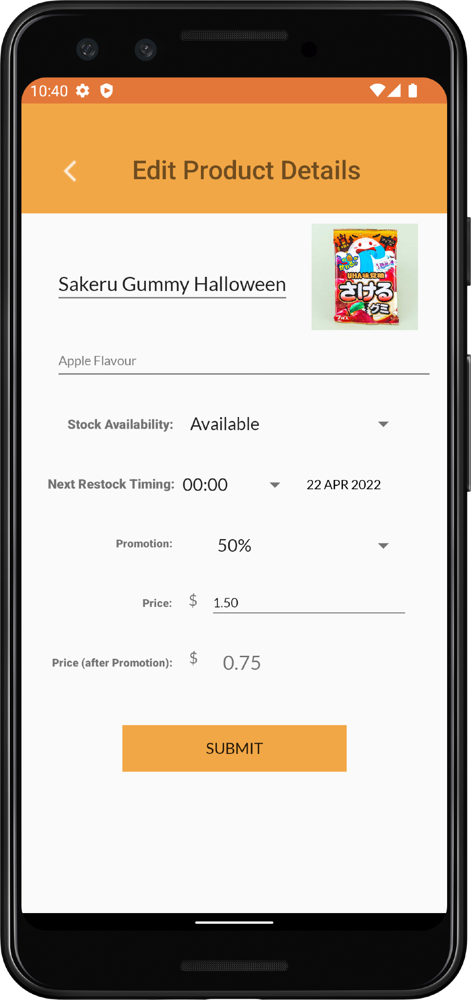 10:40
Edit Product Details
UHA味覚糖
さける
グミ
Sakeru Gummy Halloween
Apple Flavour
Stock Availability: Available
Next Restock Timing: 00:00 22 APR 2022
Promotion: 50%
Price: $ 1.50
Price (after Promotion): $ 0.75
SUBMIT